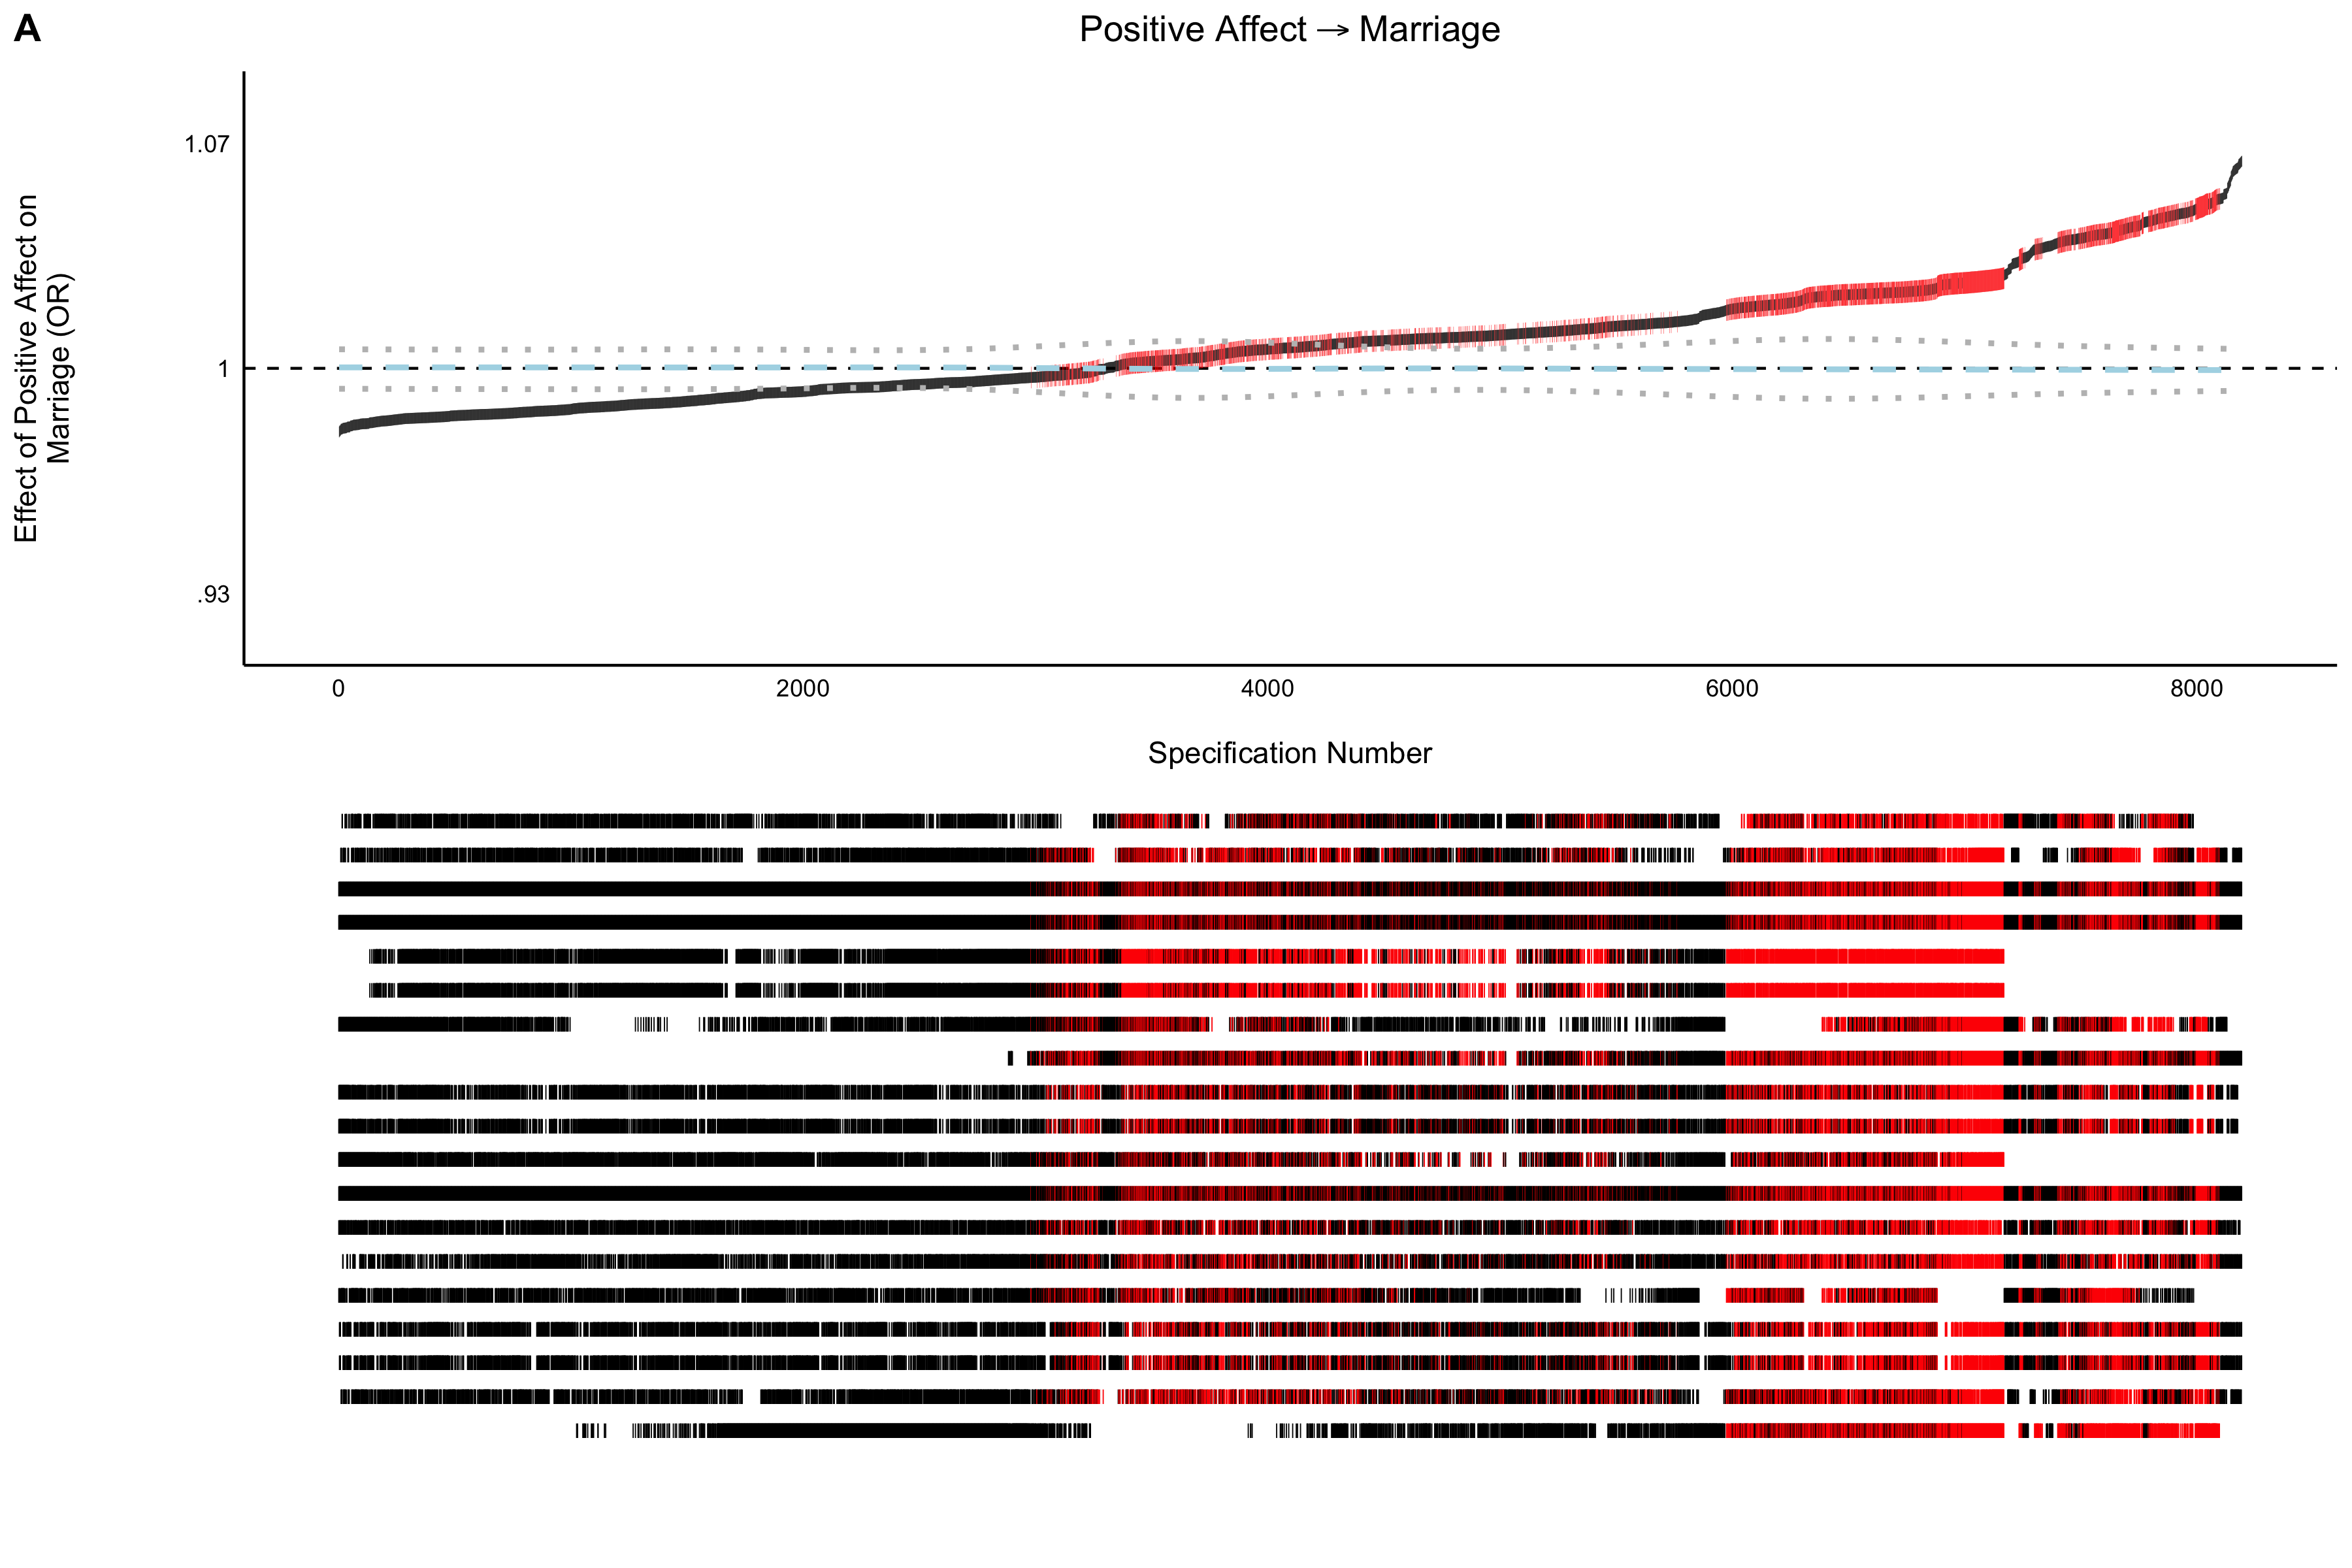 A
Positive Affect → Marriage
Effect of Positive Affect on
Marriage (OR)
1.07
1
.93
0 2000 4000 6000 8000
Specification Number